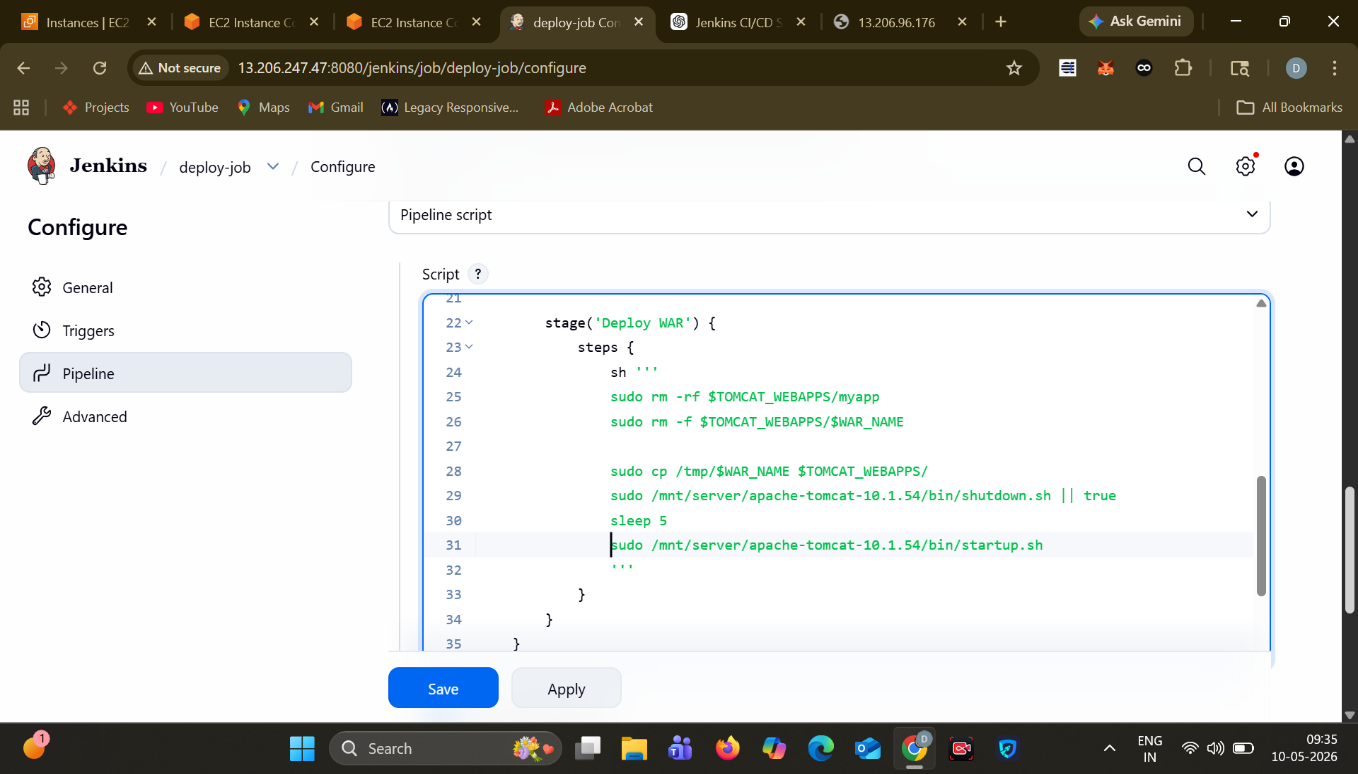 Instances | EC2
EC2 Instance Co
EC2 Instance Co
deploy-job Con
Jenkins CI/CD S
13.206.96.176
Ask Gemini
Not secure
13.206.247.47:8080/jenkins/job/deploy-job/configure
D
Projects
YouTube
Maps
Gmail
Legacy Responsive...
Adobe Acrobat
All Bookmarks
Jenkins / deploy-job / Configure
Configure
General
Triggers
Pipeline
Advanced
Pipeline script
Script ?
21
22 stage('Deploy WAR') {
23 steps {
24 sh '''
25 sudo rm -rf $TOMCAT_WEBAPPS/myapp
26 sudo rm -f $TOMCAT_WEBAPPS/$WAR_NAME
27
28 sudo cp /tmp/$WAR_NAME $TOMCAT_WEBAPPS/
29 sudo /mnt/server/apache-tomcat-10.1.54/bin/shutdown.sh || true
30 sleep 5
31 sudo /mnt/server/apache-tomcat-10.1.54/bin/startup.sh
32 '''
33 }
34 }
35 }
Save
Apply
1
Search
D
ENG
IN
09:35
10-05-2026